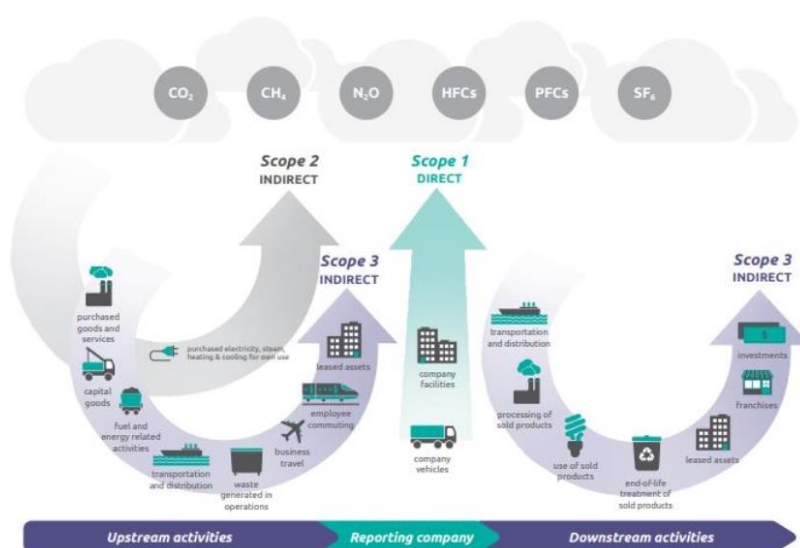 CO₂
CH₄
N₂O
HFCs
PFCs
SF₆
Scope 2
INDIRECT
Scope 1
DIRECT
Scope 3
INDIRECT
Scope 3
INDIRECT
purchased
goods and
services
capital
goods
fuel and
energy related
activities
transportation
and distribution
waste
generated in
operations
business
travel
employee
commuting
leased assets
purchased electricity, steam,
heating & cooling for own use
company
facilities
company
vehicles
transportation
and distribution
processing of
sold products
use of sold
products
end-of-life
treatment of
sold products
leased assets
franchises
investments
$
Upstream activities
Reporting company
Downstream activities